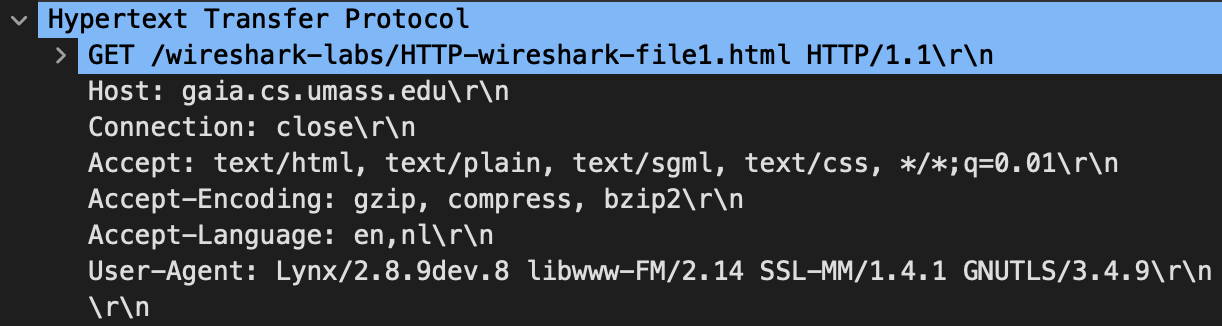 Hypertext Transfer Protocol
GET /wireshark-labs/HTTP-wireshark-file1.html HTTP/1.1\r\n
Host: gaia.cs.umass.edu\r\n
Connection: close\r\n
Accept: text/html, text/plain, text/sgml, text/css, */*;q=0.01\r\n
Accept-Encoding: gzip, compress, bzip2\r\n
Accept-Language: en,nl\r\n
User-Agent: Lynx/2.8.9dev.8 libwww-FM/2.14 SSL-MM/1.4.1 GNUTLS/3.4.9\r\n
\r\n